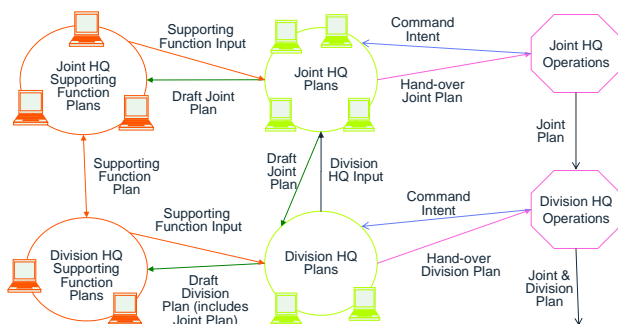 Supporting
Function Input
Command
Intent
Joint HQ
Supporting
Function
Plans
Joint HQ
Plans
Joint HQ
Operations
Draft Joint
Plan
Hand-over
Joint Plan
Joint
Plan
Supporting
Function
Plan
Draft
Joint
Plan
Division
HQ Input
Supporting
Function Input
Command
Intent
Division HQ
Operations
Division HQ
Supporting
Function
Plans
Division HQ
Plans
Hand-over
Division Plan
Draft
Division
Plan (includes
Joint Plan)
Joint &
Division
Plan